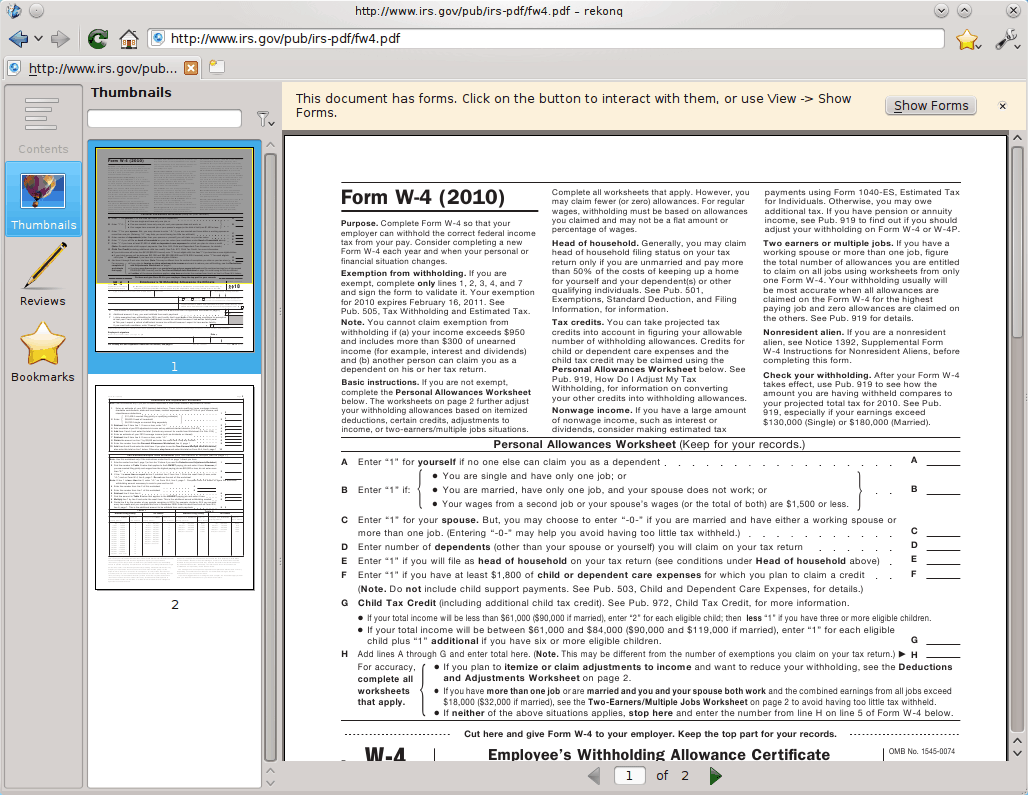 http://www.irs.gov/pub/irs-pdf/fw4.pdf – rekonq
http://www.irs.gov/pub/irs-pdf/fw4.pdf
http://www.irs.gov/pub...
Contents
Thumbnails
Reviews
Bookmarks
Thumbnails
1
2
This document has forms. Click on the button to interact with them, or use View -> Show
Forms.
Show Forms
Form W-4 (2010)
Purpose. Complete Form W-4 so that your
employer can withhold the correct federal income
tax from your pay. Consider completing a new
Form W-4 each year and when your personal or
financial situation changes.
Exemption from withholding. If you are
exempt, complete only lines 1, 2, 3, 4, and 7
and sign the form to validate it. Your exemption
for 2010 expires February 16, 2011. See
Pub. 505, Tax Withholding and Estimated Tax.
Note. You cannot claim exemption from
withholding if (a) your income exceeds $950
and includes more than $300 of unearned
income (for example, interest and dividends)
and (b) another person can claim you as a
dependent on his or her tax return.
Basic instructions. If you are not exempt,
complete the Personal Allowances Worksheet
below. The worksheets on page 2 further adjust
your withholding allowances based on itemized
deductions, certain credits, adjustments to
income, or two-earners/multiple jobs situations.
Complete all worksheets that apply. However, you
may claim fewer (or zero) allowances. For regular
wages, withholding must be based on allowances
you claimed and may not be a flat amount or
percentage of wages.
Head of household. Generally, you may claim
head of household filing status on your tax
return only if you are unmarried and pay more
than 50% of the costs of keeping up a home
for yourself and your dependent(s) or other
qualifying individuals. See Pub. 501,
Exemptions, Standard Deduction, and Filing
Information, for information.
Tax credits. You can take projected tax
credits into account in figuring your allowable
number of withholding allowances. Credits for
child or dependent care expenses and the
child tax credit may be claimed using the
Personal Allowances Worksheet below. See
Pub. 919, How Do I Adjust My Tax
Withholding, for information on converting
your other credits into withholding allowances.
Nonwage income. If you have a large amount
of nonwage income, such as interest or
dividends, consider making estimated tax
payments using Form 1040-ES, Estimated Tax
for Individuals. Otherwise, you may owe
additional tax. If you have pension or annuity
income, see Pub. 919 to find out if you should
adjust your withholding on Form W-4 or W-4P.
Two earners or multiple jobs. If you have a
working spouse or more than one job, figure
the total number of allowances you are entitled
to claim on all jobs using worksheets from only
one Form W-4. Your withholding usually will
be most accurate when all allowances are
claimed on the Form W-4 for the highest
paying job and zero allowances are claimed on
the others. See Pub. 919 for details.
Nonresident alien. If you are a nonresident
alien, see Notice 1392, Supplemental Form
W-4 Instructions for Nonresident Aliens, before
completing this form.
Check your withholding. After your Form W-4
takes effect, use Pub. 919 to see how the
amount you are having withheld compares to
your projected total tax for 2010. See Pub.
919, especially if your earnings exceed
$130,000 (Single) or $180,000 (Married).
Personal Allowances Worksheet (Keep for your records.)
A Enter “1” for yourself if no one else can claim you as a dependent . . . . . . . . . . . . . . . . . . A
● You are single and have only one job; or
B Enter “1” if: ● You are married, have only one job, and your spouse does not work; or . . B
● Your wages from a second job or your spouse’s wages (or the total of both) are $1,500 or less.
C Enter “1” for your spouse. But, you may choose to enter “-0-” if you are married and have either a working spouse or
more than one job. (Entering “-0-” may help you avoid having too little tax withheld.) . . . . . . . . . . . C
D Enter number of dependents (other than your spouse or yourself) you will claim on your tax return . . . . . . D
E Enter “1” if you will file as head of household on your tax return (see conditions under Head of household above) . E
F Enter “1” if you have at least $1,800 of child or dependent care expenses for which you plan to claim a credit . . F
(Note. Do not include child support payments. See Pub. 503, Child and Dependent Care Expenses, for details.)
G Child Tax Credit (including additional child tax credit). See Pub. 972, Child Tax Credit, for more information.
● If your total income will be less than $61,000 ($90,000 if married), enter “2” for each eligible child; then less “1” if you have three or more eligible children.
● If your total income will be between $61,000 and $84,000 ($90,000 and $119,000 if married), enter “1” for each eligible
child plus “1” additional if you have six or more eligible children. G
H Add lines A through G and enter total here. (Note. This may be different from the number of exemptions you claim on your tax return.) ▶ H
For accuracy,
complete all
worksheets
that apply.
● If you plan to itemize or claim adjustments to income and want to reduce your withholding, see the Deductions
and Adjustments Worksheet on page 2.
● If you have more than one job or are married and you and your spouse both work and the combined earnings from all jobs exceed
$18,000 ($32,000 if married), see the Two-Earners/Multiple Jobs Worksheet on page 2 to avoid having too little tax withheld.
● If neither of the above situations applies, stop here and enter the number from line H on line 5 of Form W-4 below.
Cut here and give Form W-4 to your employer. Keep the top part for your records.
W-4
Employee’s Withholding Allowance Certificate
OMB No. 1545-0074
1 of 2